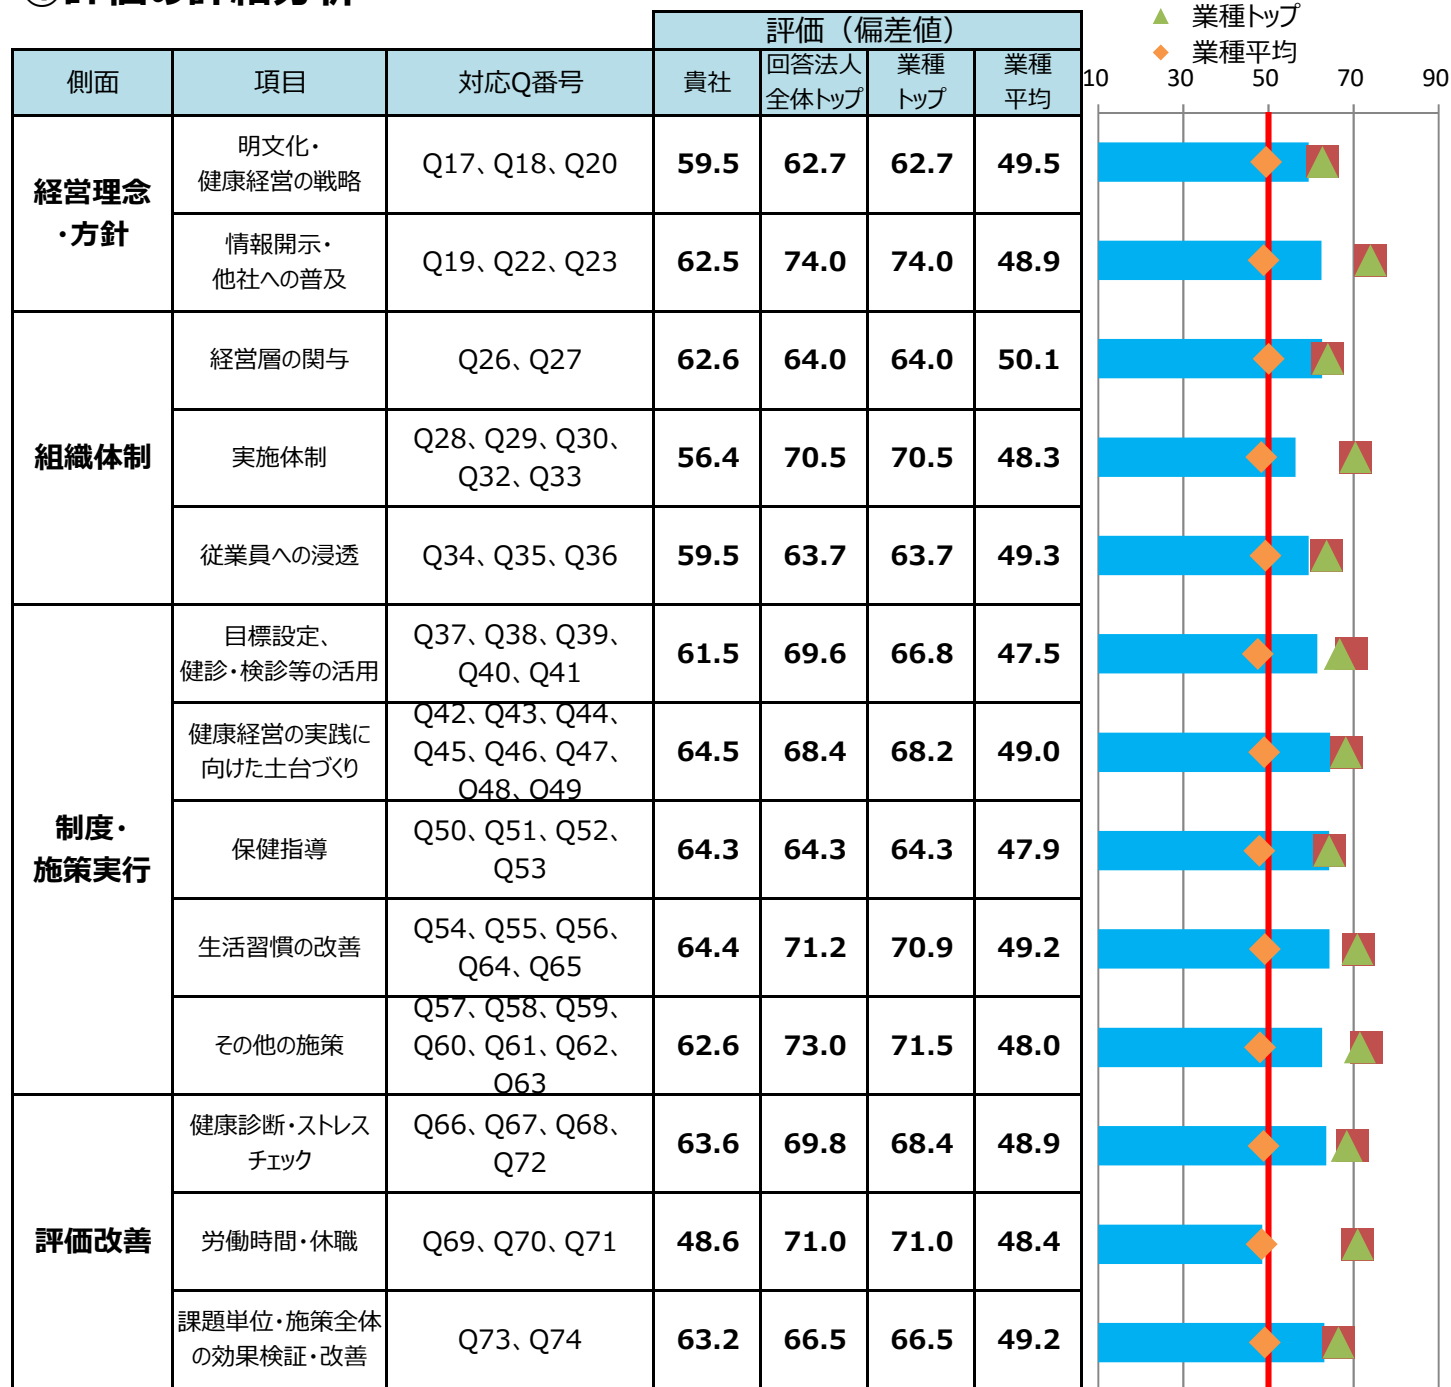 評価（偏差値）
▲ 業種トップ
◆ 業種平均
側面 項目 対応Q番号 貴社 回答法人 業種 業種
全体トップ トップ 平均
10 30 50 70 90
経営理念
・方針
明文化・
健康経営の戦略
Q17、Q18、Q20 59.5 62.7 62.7 49.5
情報開示・
他社への普及
Q19、Q22、Q23 62.5 74.0 74.0 48.9
組織体制
経営層の関与 Q26、Q27 62.6 64.0 64.0 50.1
実施体制
Q28、Q29、Q30、
Q32、Q33
56.4 70.5 70.5 48.3
従業員への浸透 Q34、Q35、Q36 59.5 63.7 63.7 49.3
制度・
施策実行
目標設定、
健診・検診等の活用
Q37、Q38、Q39、
Q40、Q41
61.5 69.6 66.8 47.5
健康経営の実践に
向けた土台づくり
Q42、Q43、Q44、
Q45、Q46、Q47、
Q48、Q49
64.5 68.4 68.2 49.0
保健指導
Q50、Q51、Q52、
Q53
64.3 64.3 64.3 47.9
生活習慣の改善
Q54、Q55、Q56、
Q64、Q65
64.4 71.2 70.9 49.2
その他の施策
Q57、Q58、Q59、
Q60、Q61、Q62、
Q63
62.6 73.0 71.5 48.0
評価改善
健康診断・ストレス
チェック
Q66、Q67、Q68、
Q72
63.6 69.8 68.4 48.9
労働時間・休職 Q69、Q70、Q71 48.6 71.0 71.0 48.4
課題単位・施策全体
の効果検証・改善
Q73、Q74 63.2 66.5 66.5 49.2